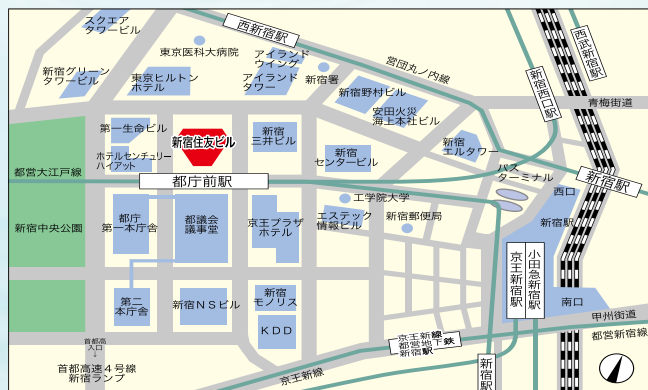 スクエア
タワービル
西新宿駅
東京医科大病院
アイランド
ウイング
営団丸ノ内線
西武新宿駅
新宿グリーン
タワービル
東京ヒルトン
ホテル
アイランド
タワー
新宿署
新宿野村ビル
新宿西口駅
青梅街道
安田火災
海上本社ビル
第一生命ビル
新宿住友ビル
新宿
三井ビル
新宿
エルタワー
ホテルセンチュリー
ハイアット
新宿
センタービル
バス
ターミナル
都営大江戸線
都庁前駅
新宿駅
西口
工学院大学
新宿中央公園
都庁
第一本庁舎
都議会
議事堂
京王プラザ
ホテル
エステック
情報ビル
新宿郵便局
新宿駅
京王新宿駅
小田急新宿駅
第二
本庁舎
新宿NSビル
新宿
モノリス
南口
甲州街道
KDD
京王新線
都営地下鉄
新宿駅
都営新宿線
首都高
入口
↓
首都高速4号線
新宿ランプ
京王新線
新宿駅